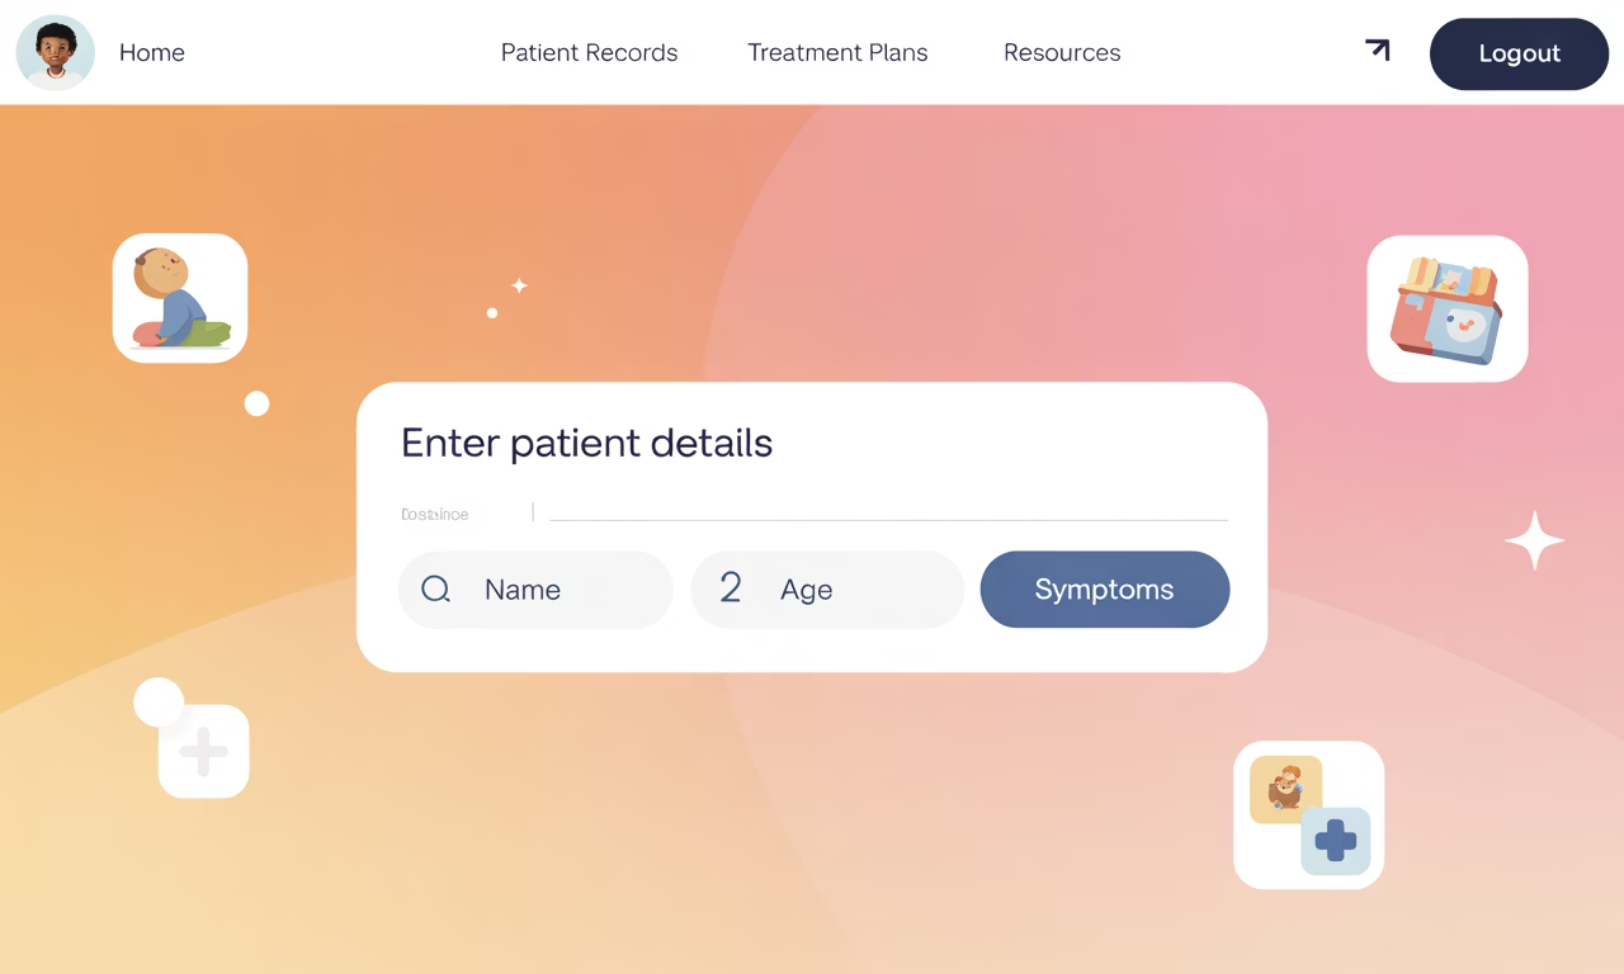 Home
Patient Records
Treatment Plans
Resources
Logout
Enter patient details
Name
2 Age
Symptoms